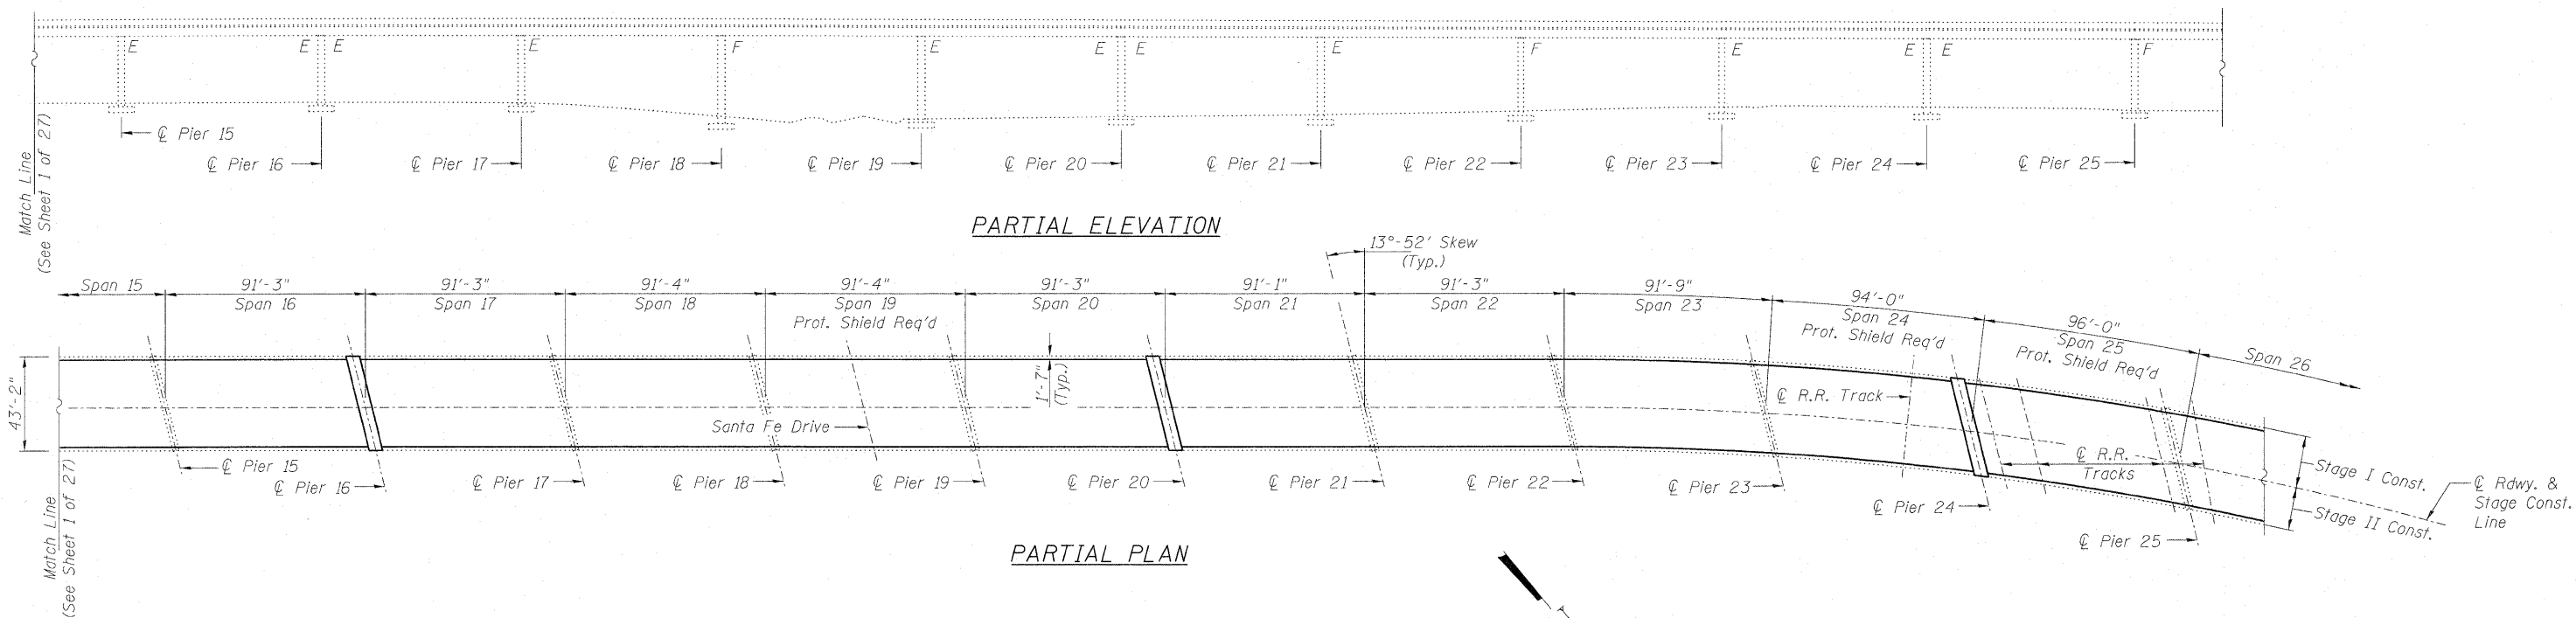 E
E E
E
F
E
E E
E
F
E
E E
F
Match Line
(See Sheet 1 of 27)
℄ Pier 15
℄ Pier 16
℄ Pier 17
℄ Pier 18
℄ Pier 19
℄ Pier 20
℄ Pier 21
℄ Pier 22
℄ Pier 23
℄ Pier 24
℄ Pier 25
PARTIAL ELEVATION
13°-52' Skew
(Typ.)
Span 15
91'-3"
Span 16
91'-3"
Span 17
91'-4"
Span 18
91'-4"
Span 19
Prot. Shield Req'd
91'-3"
Span 20
91'-1"
Span 21
91'-3"
Span 22
91'-9"
Span 23
94'-0"
Span 24
Prot. Shield Req'd
96'-0"
Span 25
Prot. Shield Req'd
Span 26
43'-2"
1'-7"
(Typ.)
Santa Fe Drive
℄ R.R. Track
℄ R.R.
Tracks
Stage I Const.
Stage II Const.
℄ Rdwy. &
Stage Const.
Line
Match Line
(See Sheet 1 of 27)
℄ Pier 15
℄ Pier 16
℄ Pier 17
℄ Pier 18
℄ Pier 19
℄ Pier 20
℄ Pier 21
℄ Pier 22
℄ Pier 23
℄ Pier 24
℄ Pier 25
PARTIAL PLAN